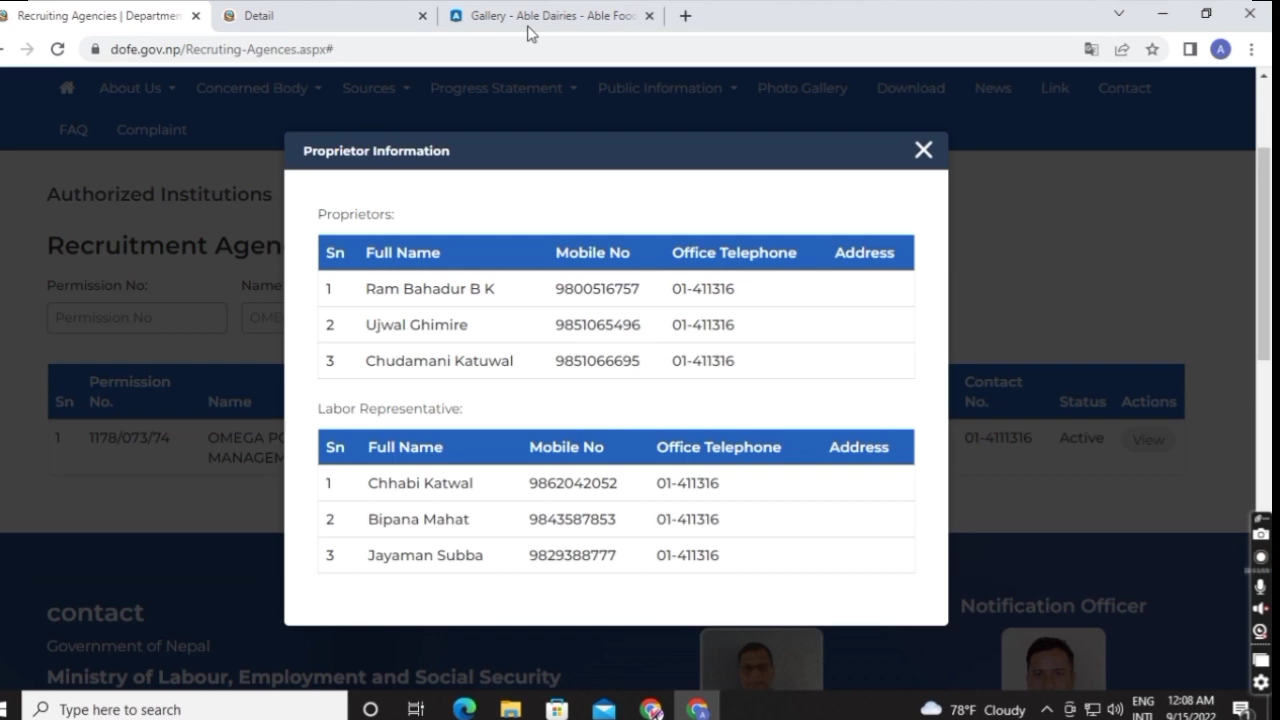 Recruiting Agencies | Departmen
Detail
Gallery - Able Dairies - Able Foo
dofe.gov.np/Recruting-Agences.aspx#
A
About Us Concerned Body Sources Progress Statement Public Information Photo Gallery Download News Link Contact
FAQ Complaint
Proprietor Information
Authorized Institutions
Recruitment Agen
Permission No: Name
Permission No OME
Proprietors:
Sn Full Name Mobile No Office Telephone Address
1 Ram Bahadur B K 9800516757 01-411316
2 Ujwal Ghimire 9851065496 01-411316
3 Chudamani Katuwal 9851066695 01-411316
Labor Representative:
Sn Full Name Mobile No Office Telephone Address
1 Chhabi Katwal 9862042052 01-411316
2 Bipana Mahat 9843587853 01-411316
3 Jayaman Subba 9829388777 01-411316
Permission Contact
Sn No. Name No. Status Actions
1 1178/073/74 OMEGA PO 01-4111316 Active View
MANAGEM
contact
Government of Nepal
Ministry of Labour, Employment and Social Security
Notification Officer
Type here to search
78°F Cloudy
ENG
INTL
12:08 AM
9/15/2022